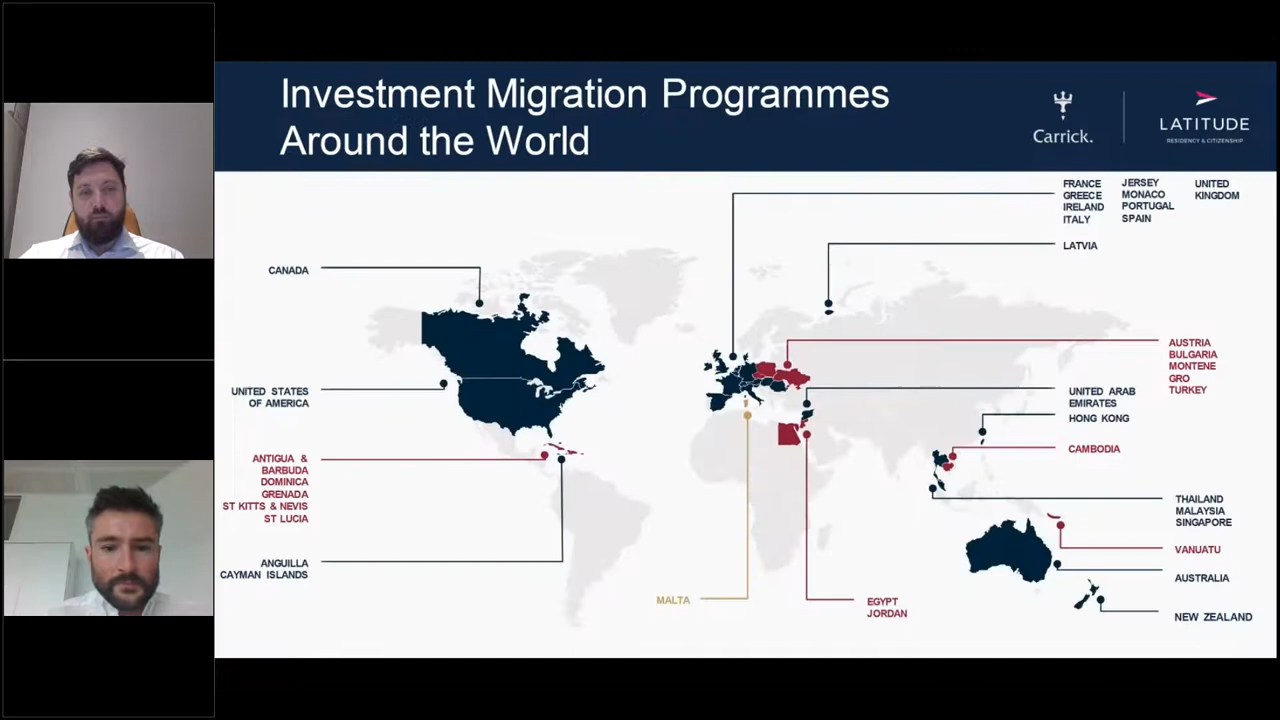 Investment Migration Programmes
Around the World
Carrick.
LATITUDE
RESIDENCY & CITIZENSHIP
FRANCE
GREECE
IRELAND
ITALY
JERSEY
MONACO
PORTUGAL
SPAIN
UNITED
KINGDOM
LATVIA
CANADA
AUSTRIA
BULGARIA
MONTENE
GRO
TURKEY
UNITED STATES
OF AMERICA
UNITED ARAB
EMIRATES
HONG KONG
CAMBODIA
ANTIGUA &
BARBUDA
DOMINICA
GRENADA
ST KITTS & NEVIS
ST LUCIA
THAILAND
MALAYSIA
SINGAPORE
VANUATU
ANGUILLA
CAYMAN ISLANDS
AUSTRALIA
MALTA
EGYPT
JORDAN
NEW ZEALAND